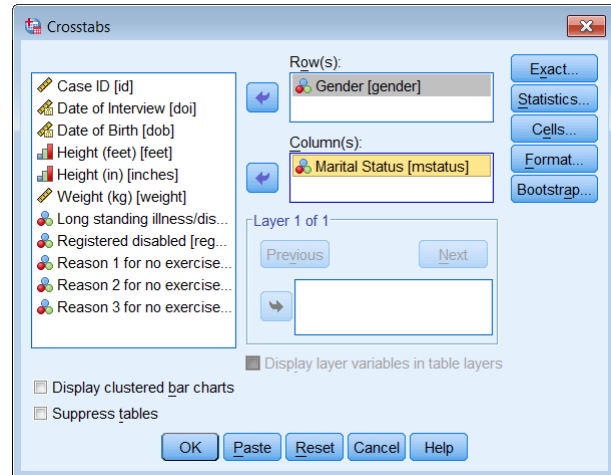 Crosstabs
Case ID [id]
Date of Interview [doi]
Date of Birth [dob]
Height (feet) [feet]
Height (in) [inches]
Weight (kg) [weight]
Long standing illness/dis...
Registered disabled [reg...
Reason 1 for no exercise...
Reason 2 for no exercise...
Reason 3 for no exercise...
Row(s):
Gender [gender]
Column(s):
Marital Status [mstatus]
Layer 1 of 1
Previous
Next
Display layer variables in table layers
Exact...
Statistics...
Cells...
Format...
Bootstrap...
Display clustered bar charts
Suppress tables
OK Paste Reset Cancel Help